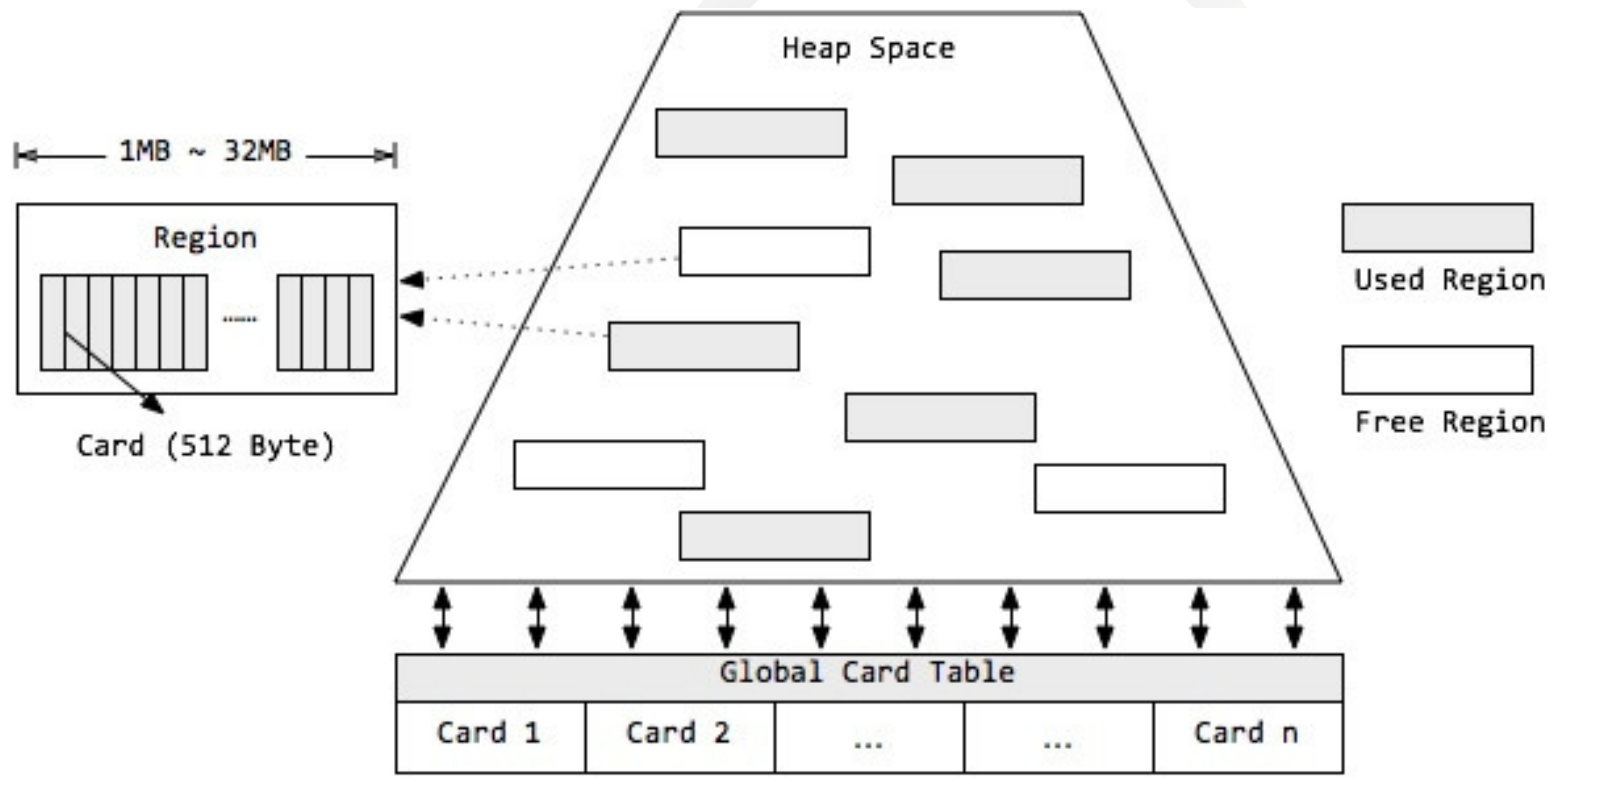 Heap Space
1MB ~ 32MB
Region
......
Card (512 Byte)
Used Region
Free Region
Global Card Table
Card 1
Card 2
...
...
Card n